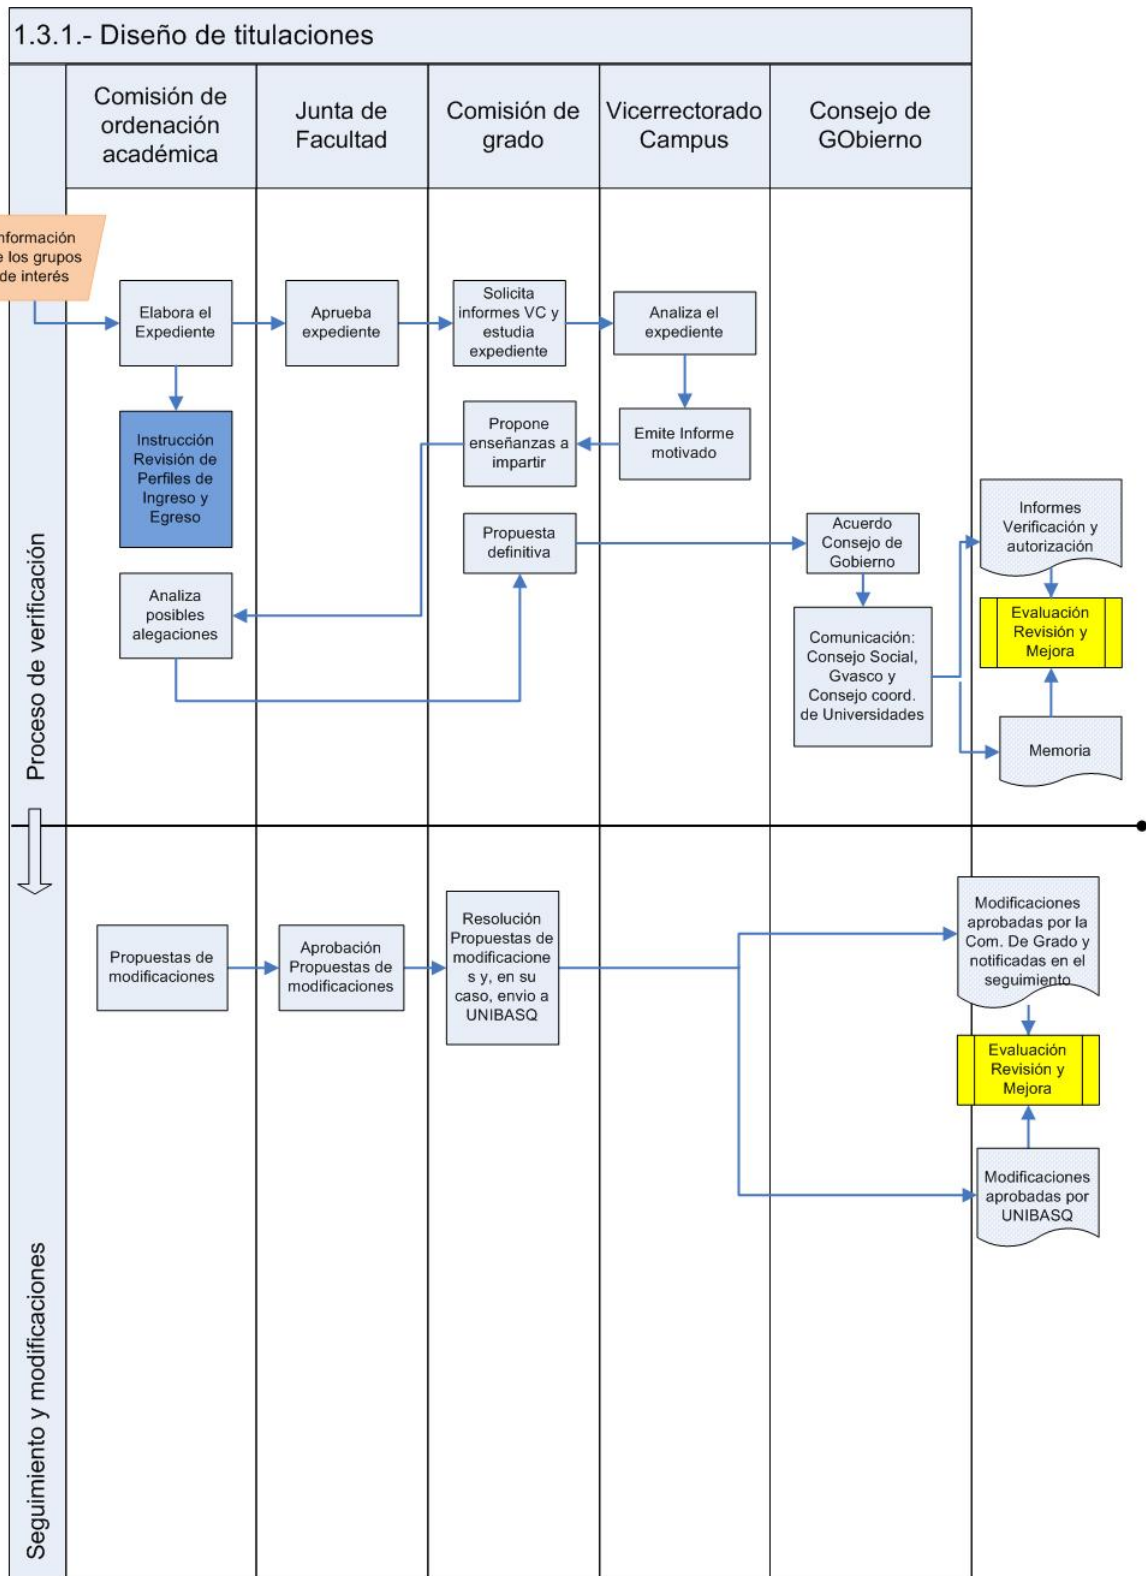 1.3.1.- Diseño de titulaciones
Comisión de
ordenación
académica
Junta de
Facultad
Comisión de
grado
Vicerrectorado
Campus
Consejo de
GObierno
Proceso de verificación
nformación
e los grupos
de interés
Elabora el
Expediente
Aprueba
expediente
Solicita
informes VC y
estudia
expediente
Analiza el
expediente
Instrucción
Revisión de
Perfiles de
Ingreso y
Egreso
Propone
enseñanzas a
impartir
Emite Informe
motivado
Analiza
posibles
alegaciones
Propuesta
definitiva
Acuerdo
Consejo de
Gobierno
Comunicación:
Consejo Social,
Gvasco y
Consejo coord.
de Universidades
Informes
Verificación y
autorización
Evaluación
Revisión y
Mejora
Memoria
Seguimiento y modificaciones
Propuestas de
modificaciones
Aprobación
Propuestas de
modificaciones
Resolución
Propuestas de
modificacione
s y, en su
caso, envio a
UNIBASQ
Modificaciones
aprobadas por la
Com. De Grado y
notificadas en el
seguimiento
Evaluación
Revisión y
Mejora
Modificaciones
aprobadas por
UNIBASQ